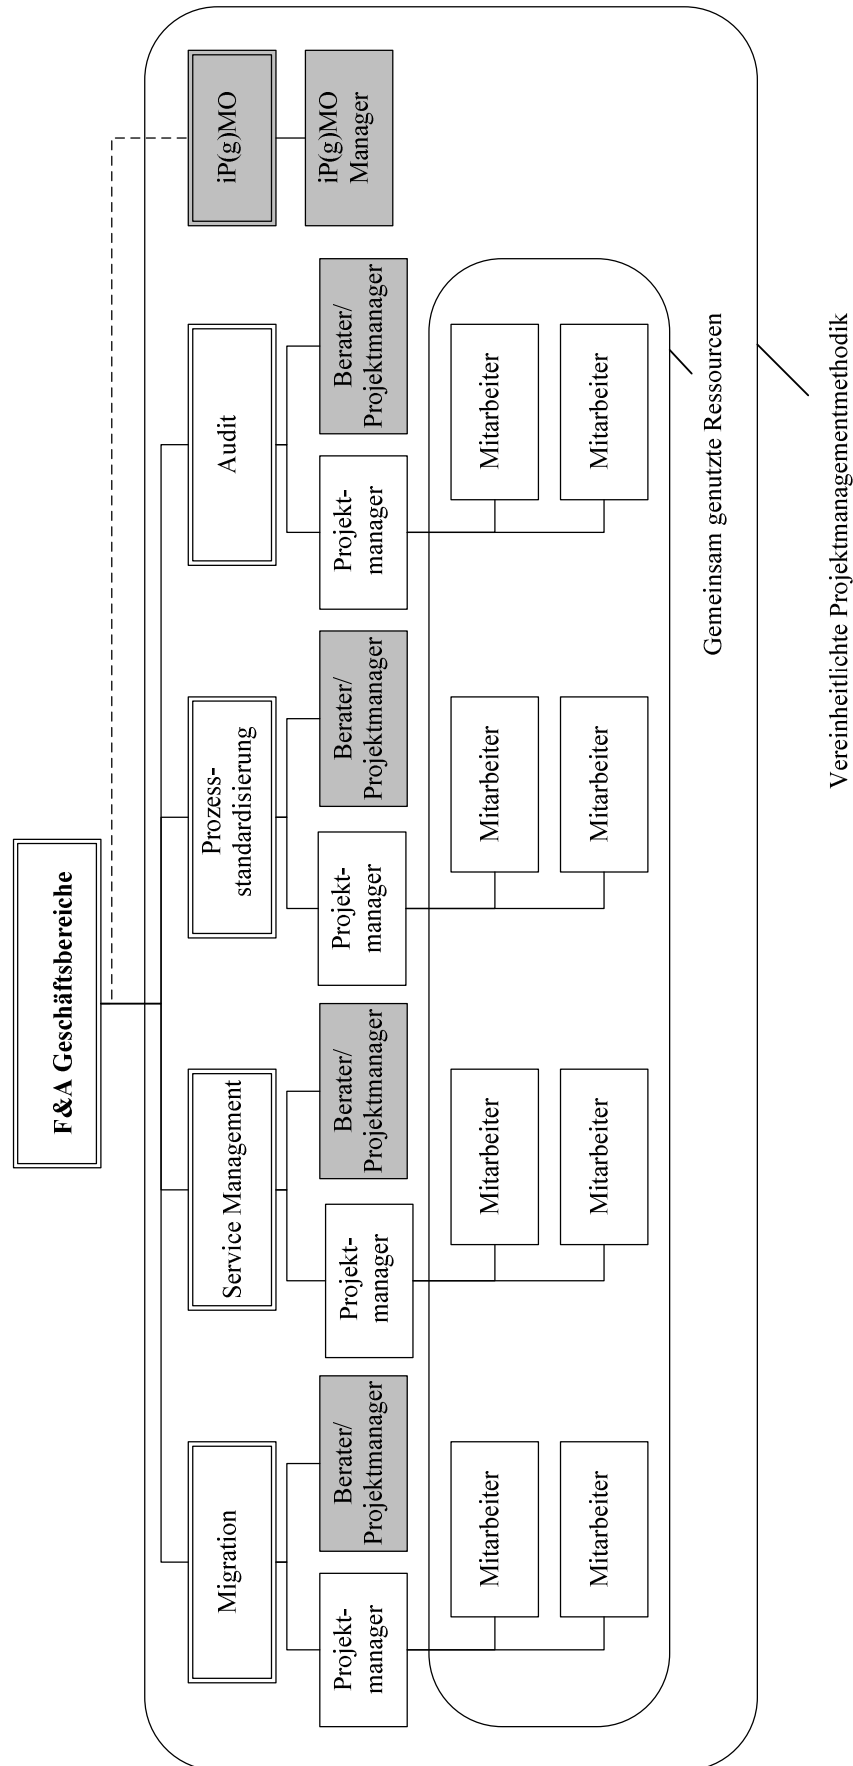 F&A Geschäftsbereiche
Migration
Service Management
Prozess-
standardisierung
Audit
iP(g)MO
Projekt-
manager
Berater/
Projektmanager
Projekt-
manager
Berater/
Projektmanager
Projekt-
manager
Berater/
Projektmanager
Projekt-
manager
Berater/
Projektmanager
iP(g)MO
Manager
Mitarbeiter
Mitarbeiter
Mitarbeiter
Mitarbeiter
Mitarbeiter
Mitarbeiter
Mitarbeiter
Mitarbeiter
Gemeinsam genutzte Ressourcen
Vereinheitlichte Projektmanagementmethodik